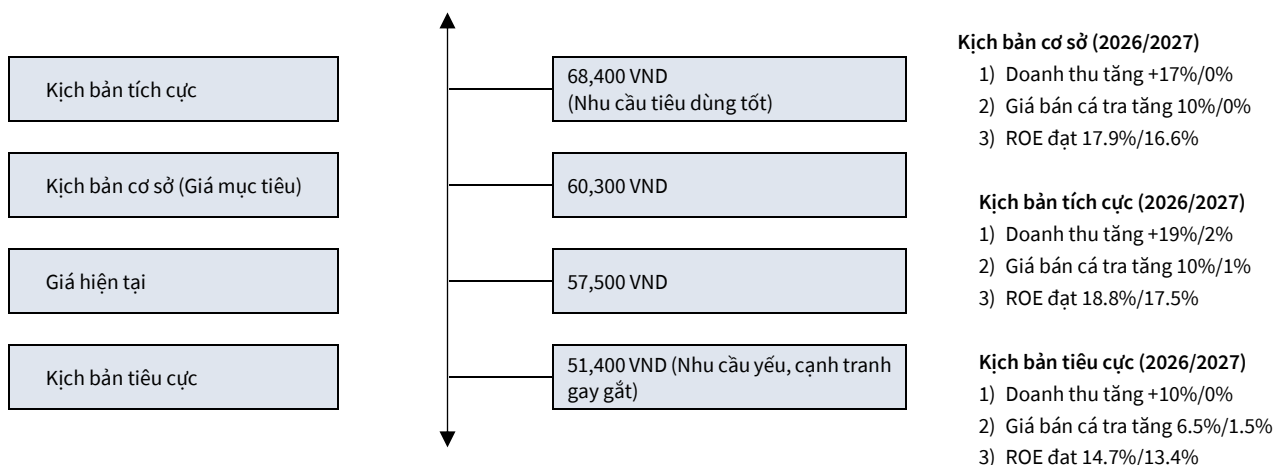 Kịch bản tích cực
68,400 VND
(Nhu cầu tiêu dùng tốt)
Kịch bản cơ sở (Giá mục tiêu)
60,300 VND
Giá hiện tại
57,500 VND
Kịch bản tiêu cực
51,400 VND (Nhu cầu yếu, cạnh tranh
gay gắt)
Kịch bản cơ sở (2026/2027)
1) Doanh thu tăng +17%/0%
2) Giá bán cá tra tăng 10%/0%
3) ROE đạt 17.9%/16.6%
Kịch bản tích cực (2026/2027)
1) Doanh thu tăng +19%/2%
2) Giá bán cá tra tăng 10%/1%
3) ROE đạt 18.8%/17.5%
Kịch bản tiêu cực (2026/2027)
1) Doanh thu tăng +10%/0%
2) Giá bán cá tra tăng 6.5%/1.5%
3) ROE đạt 14.7%/13.4%